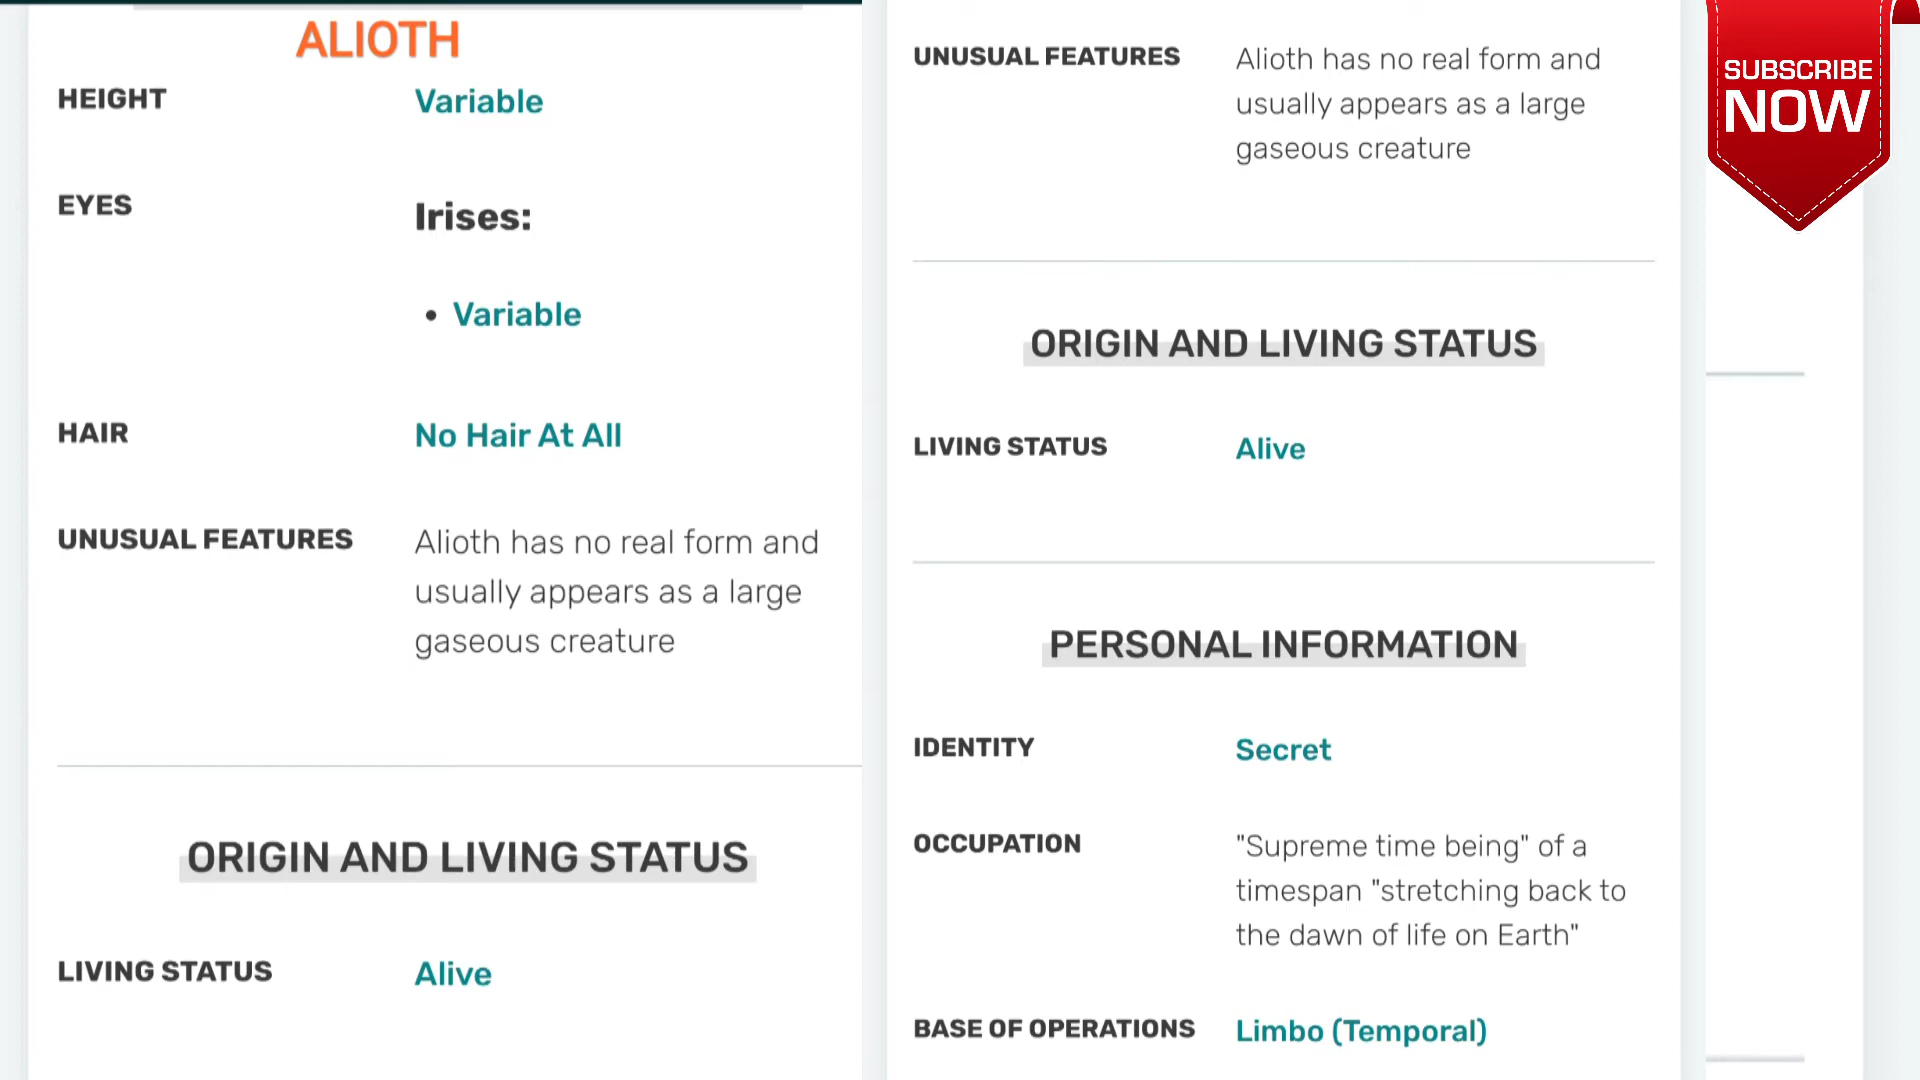 ALIOTH
HEIGHT Variable
EYES Irises:
• Variable
HAIR No Hair At All
UNUSUAL FEATURES Alioth has no real form and
usually appears as a large
gaseous creature
ORIGIN AND LIVING STATUS
LIVING STATUS Alive
UNUSUAL FEATURES Alioth has no real form and
usually appears as a large
gaseous creature
ORIGIN AND LIVING STATUS
LIVING STATUS Alive
PERSONAL INFORMATION
IDENTITY Secret
OCCUPATION "Supreme time being" of a
timespan "stretching back to
the dawn of life on Earth"
BASE OF OPERATIONS Limbo (Temporal)
SUBSCRIBE
NOW